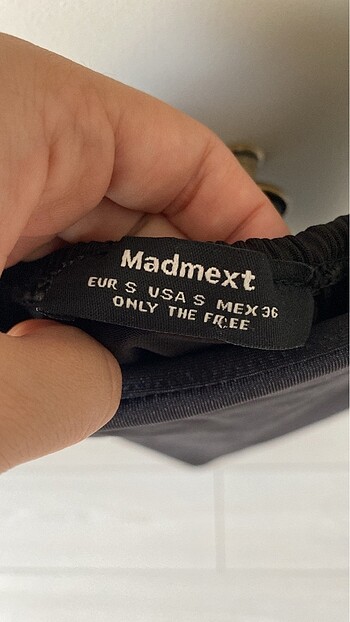 Madmext
EUR S USA S MEX 36
ONLY THE FREE